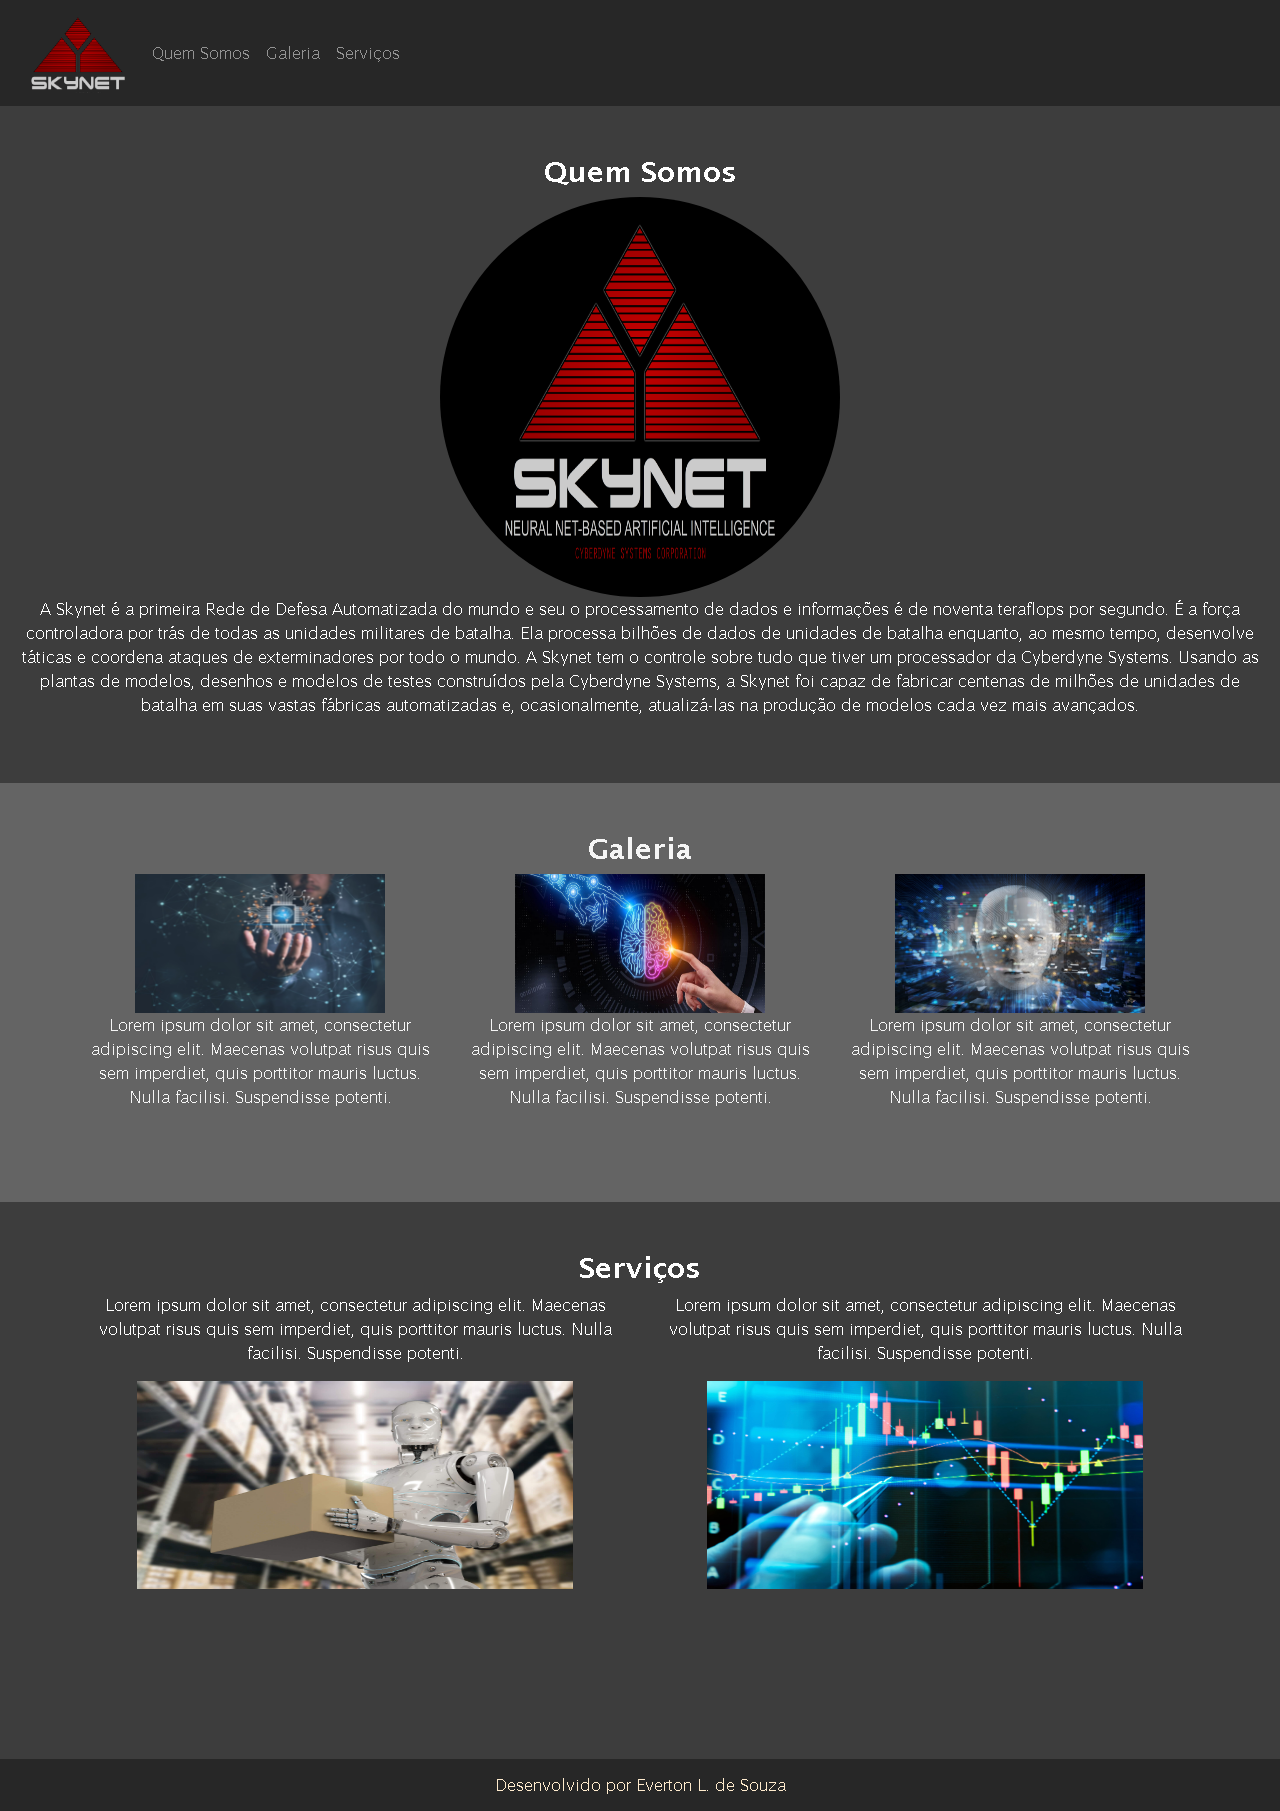 SKYNET
Quem Somos Galeria Serviços
Quem Somos
SKYNET
NEURAL NET-BASED ARTIFICIAL INTELLIGENCE
CYBERDYNE SYSTEMS CORPORATION
A Skynet é a primeira Rede de Defesa Automatizada do mundo e seu o processamento de dados e informações é de noventa teraflops por segundo. É a força
controladora por trás de todas as unidades militares de batalha. Ela processa bilhões de dados de unidades de batalha enquanto, ao mesmo tempo, desenvolve
táticas e coordena ataques de exterminadores por todo o mundo. A Skynet tem o controle sobre tudo que tiver um processador da Cyberdyne Systems. Usando as
plantas de modelos, desenhos e modelos de testes construídos pela Cyberdyne Systems, a Skynet foi capaz de fabricar centenas de milhões de unidades de
batalha em suas vastas fábricas automatizadas e, ocasionalmente, atualizá-las na produção de modelos cada vez mais avançados.
Galeria
Lorem ipsum dolor sit amet, consectetur
adipiscing elit. Maecenas volutpat risus quis
sem imperdiet, quis porttitor mauris luctus.
Nulla facilisi. Suspendisse potenti.
Lorem ipsum dolor sit amet, consectetur
adipiscing elit. Maecenas volutpat risus quis
sem imperdiet, quis porttitor mauris luctus.
Nulla facilisi. Suspendisse potenti.
Lorem ipsum dolor sit amet, consectetur
adipiscing elit. Maecenas volutpat risus quis
sem imperdiet, quis porttitor mauris luctus.
Nulla facilisi. Suspendisse potenti.
Serviços
Lorem ipsum dolor sit amet, consectetur adipiscing elit. Maecenas
volutpat risus quis sem imperdiet, quis porttitor mauris luctus. Nulla
facilisi. Suspendisse potenti.
Lorem ipsum dolor sit amet, consectetur adipiscing elit. Maecenas
volutpat risus quis sem imperdiet, quis porttitor mauris luctus. Nulla
facilisi. Suspendisse potenti.
E
D
C
B
A
Desenvolvido por Everton L. de Souza